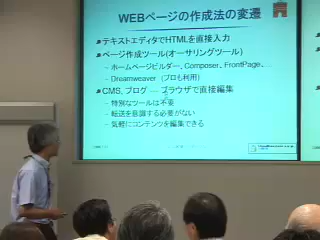 WEBページの作成法の変遷
テキストエディタでHTMLを直接入力
ページ作成ツール(オーサリングツール)
– ホームページビルダー、Composer、FrontPage、…
– Dreamweaver （プロも利用）
CMS、ブログ ― ブラウザで直接編集
– 特別なツールは不要
– 転送を意識する必要がない
– 気軽にコンテンツを編集できる